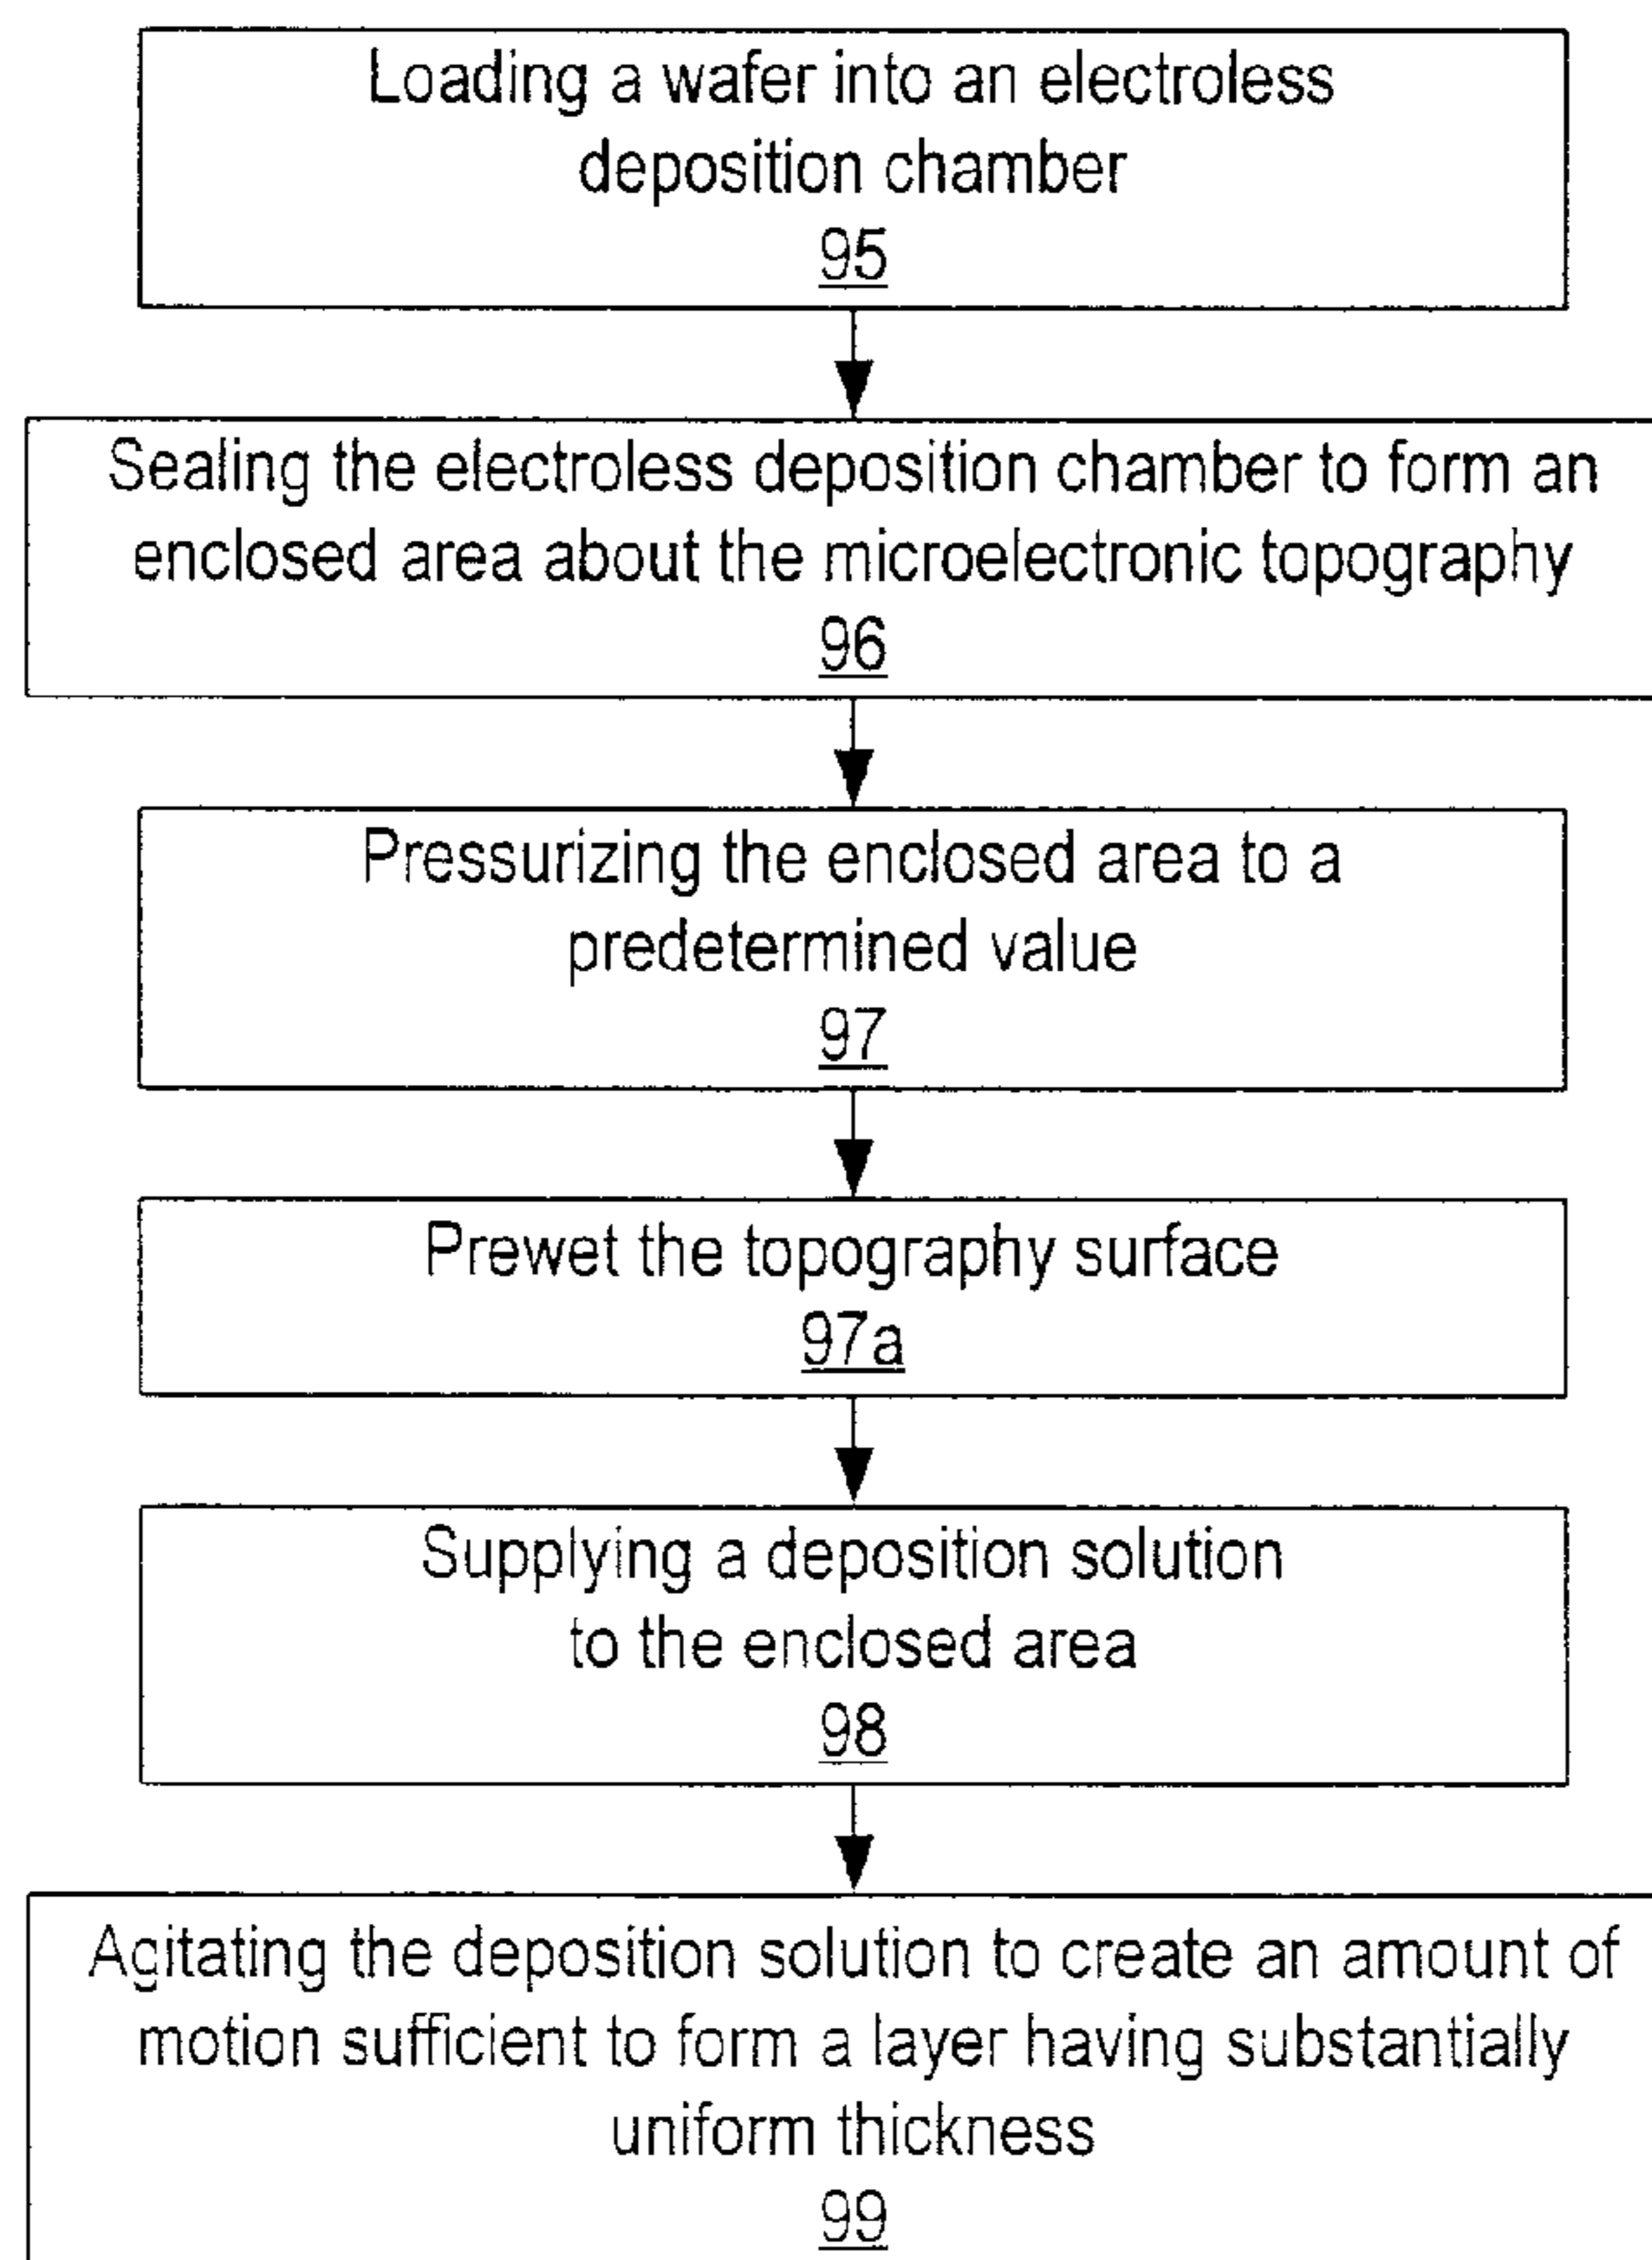 Loading a wafer into an electroless
deposition chamber
95
Sealing the electroless deposition chamber to form an
enclosed area about the microelectronic topography
96
Pressurizing the enclosed area to a
predetermined value
97
Prewet the topography surface
97a
Supplying a deposition solution
to the enclosed area
98
Agitating the deposition solution to create an amount of
motion sufficient to form a layer having substantially
uniform thickness
99